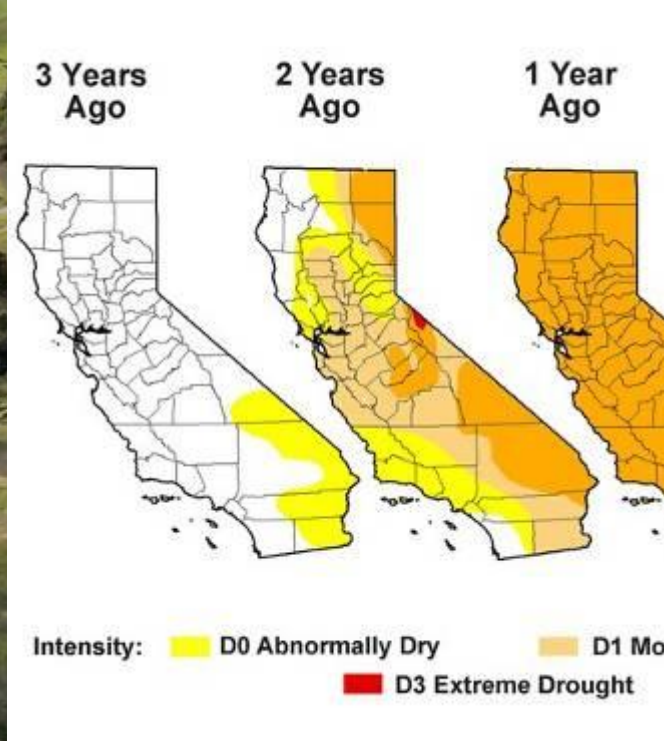 3 Years
Ago
2 Years
Ago
1 Year
Ago
Intensity:
D0 Abnormally Dry
D1 Mo
D3 Extreme Drought